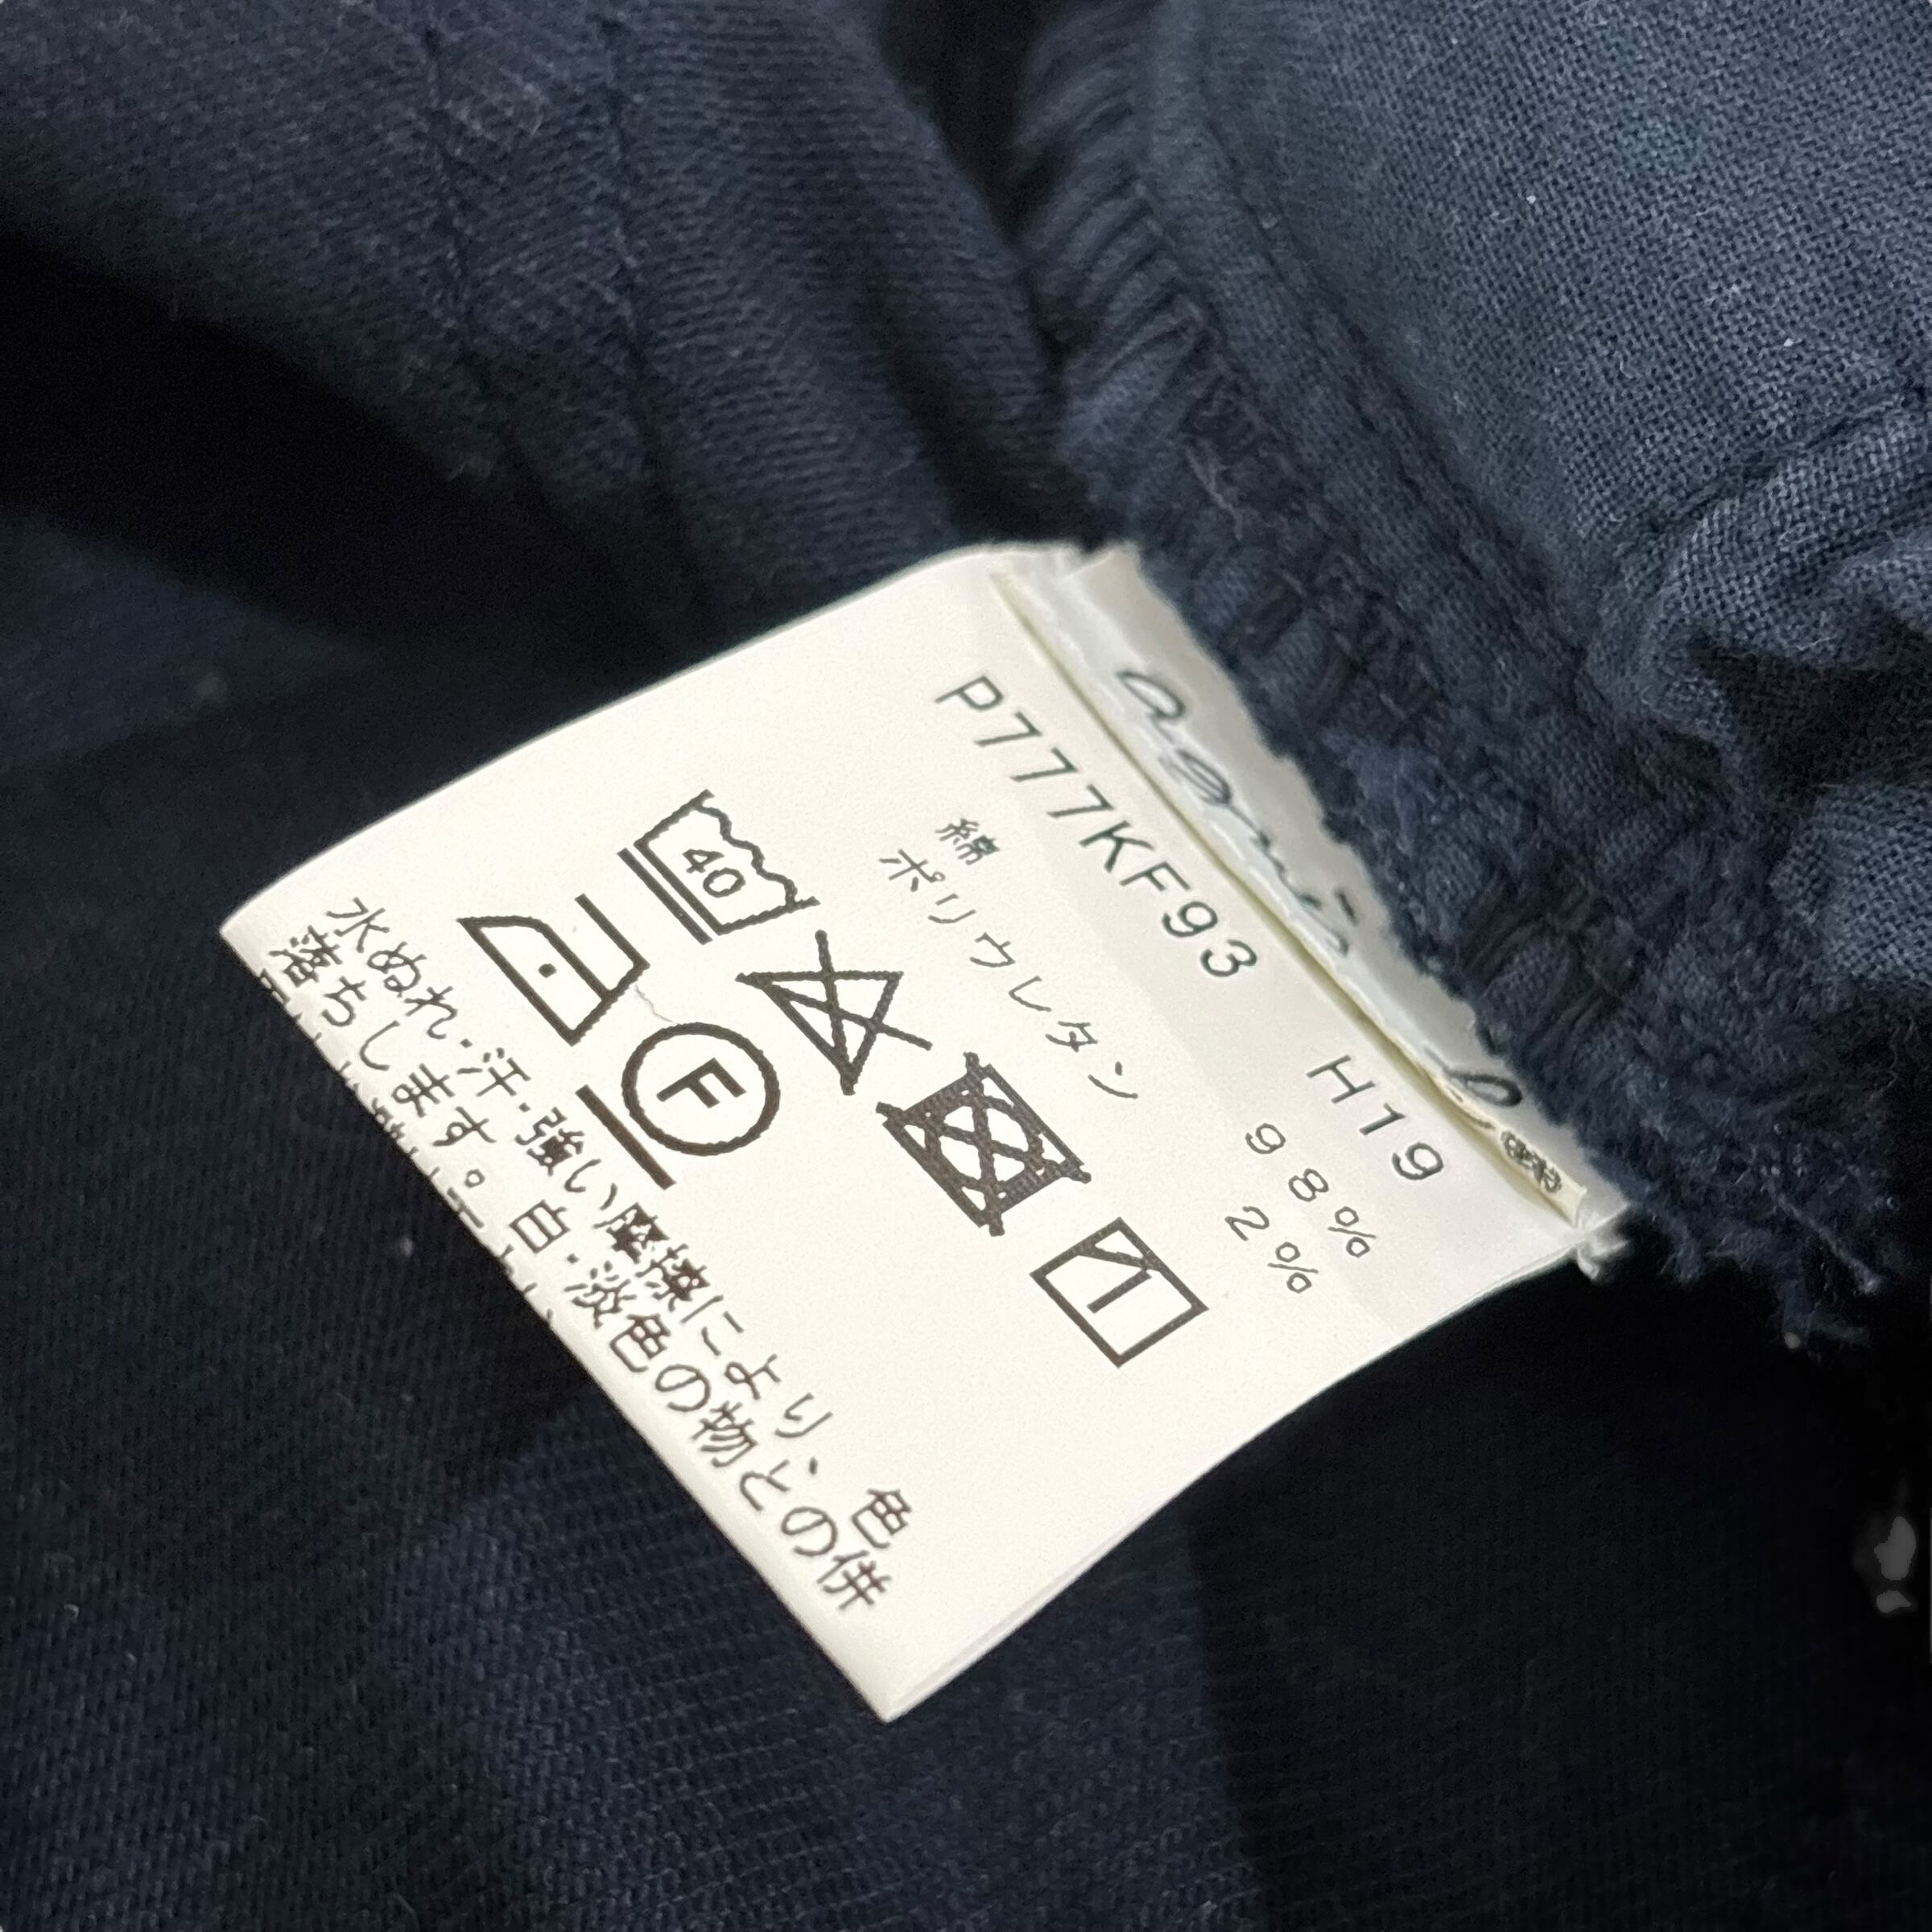 agnès b.
P777KF93 H19
綿 98%
ポリウレタン 2%
40
F
水ぬれ・汗・強い摩擦により、色
落ちします。白・淡色の物との併